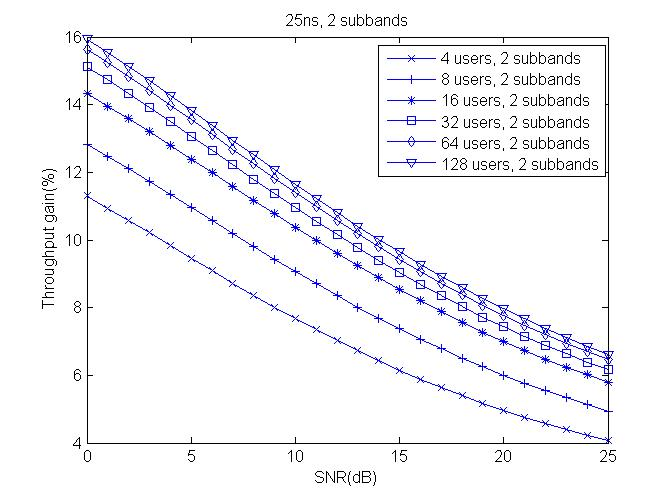 25ns, 2 subbands
16
14
12
10
8
6
4
Throughput gain(%)
4 users, 2 subbands
8 users, 2 subbands
16 users, 2 subbands
32 users, 2 subbands
64 users, 2 subbands
128 users, 2 subbands
0 5 10 15 20 25
SNR(dB)